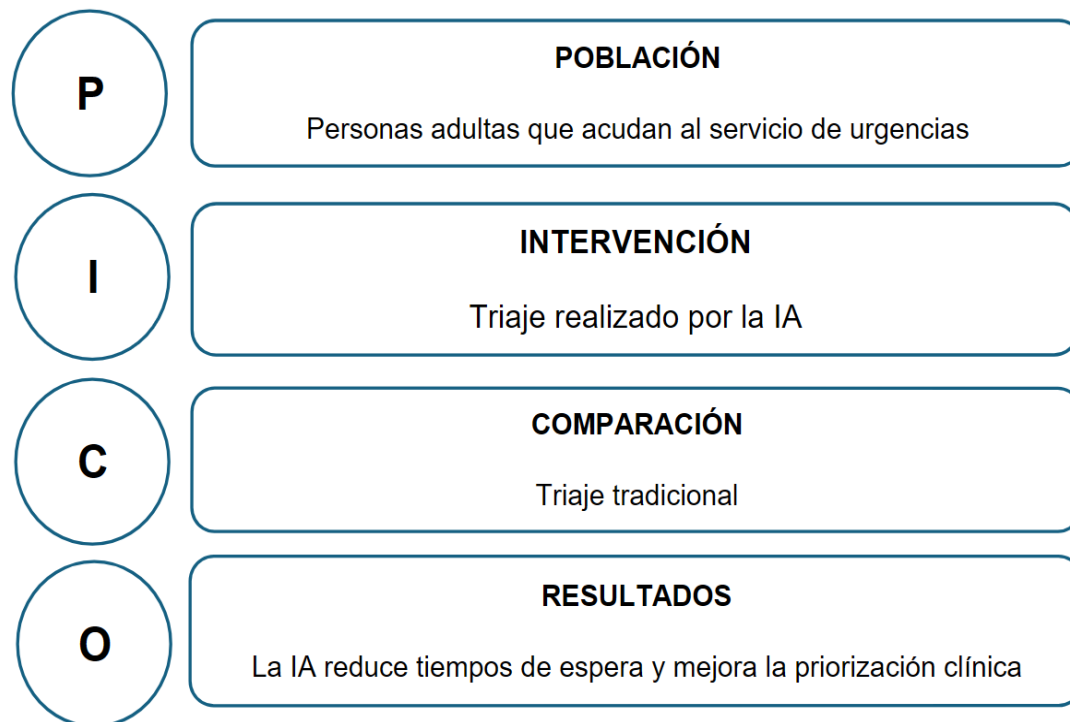 P
POBLACIÓN
Personas adultas que acudan al servicio de urgencias
I
INTERVENCIÓN
Triaje realizado por la IA
C
COMPARACIÓN
Triaje tradicional
O
RESULTADOS
La IA reduce tiempos de espera y mejora la priorización clínica